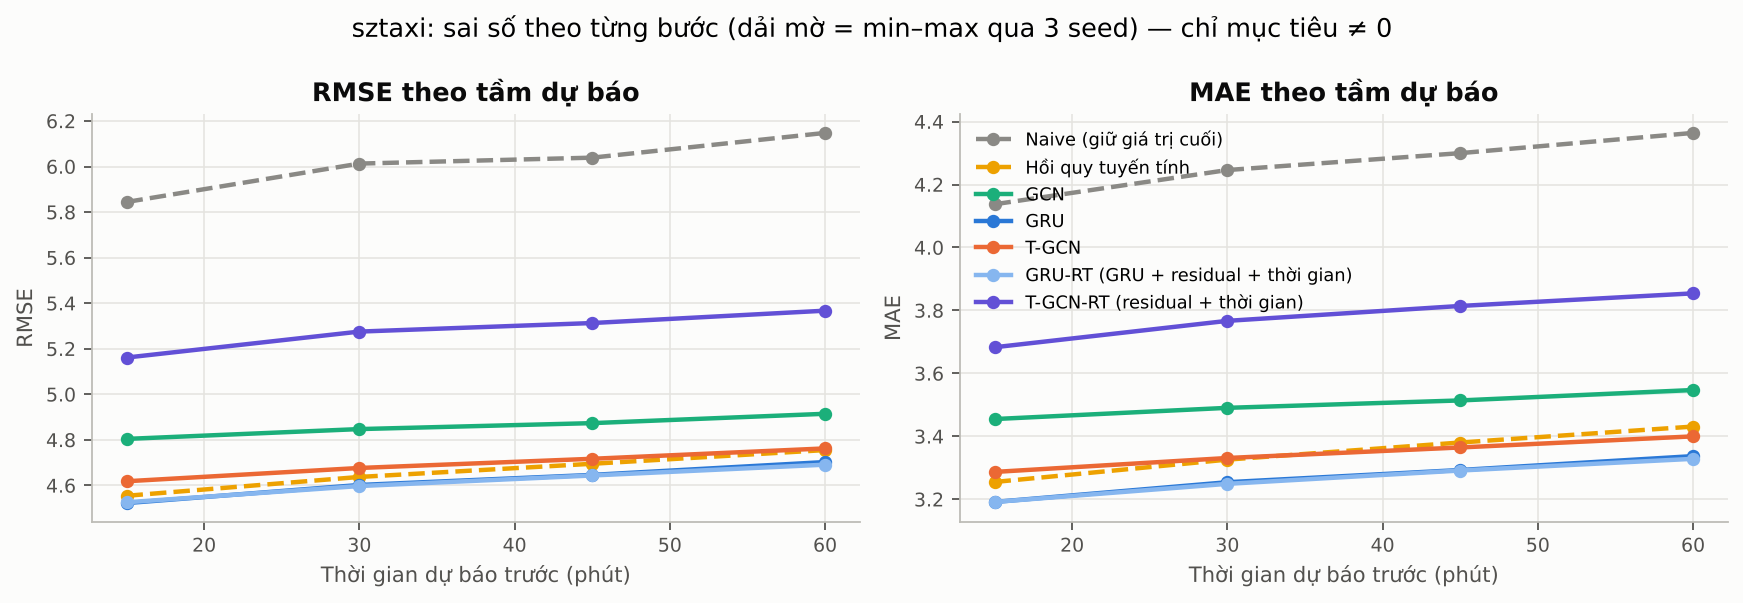 sztaxi: sai số theo từng bước (dải mờ = min–max qua 3 seed) — chỉ mục tiêu ≠ 0
RMSE theo tầm dự báo
6.2
6.0
5.8
5.6
5.4
5.2
5.0
4.8
4.6
RMSE
20
30
40
50
60
Thời gian dự báo trước (phút)
MAE theo tầm dự báo
4.4
4.2
4.0
3.8
3.6
3.4
3.2
MAE
Naive (giữ giá trị cuối)
Hồi quy tuyến tính
GCN
GRU
T-GCN
GRU-RT (GRU + residual + thời gian)
T-GCN-RT (residual + thời gian)
20
30
40
50
60
Thời gian dự báo trước (phút)